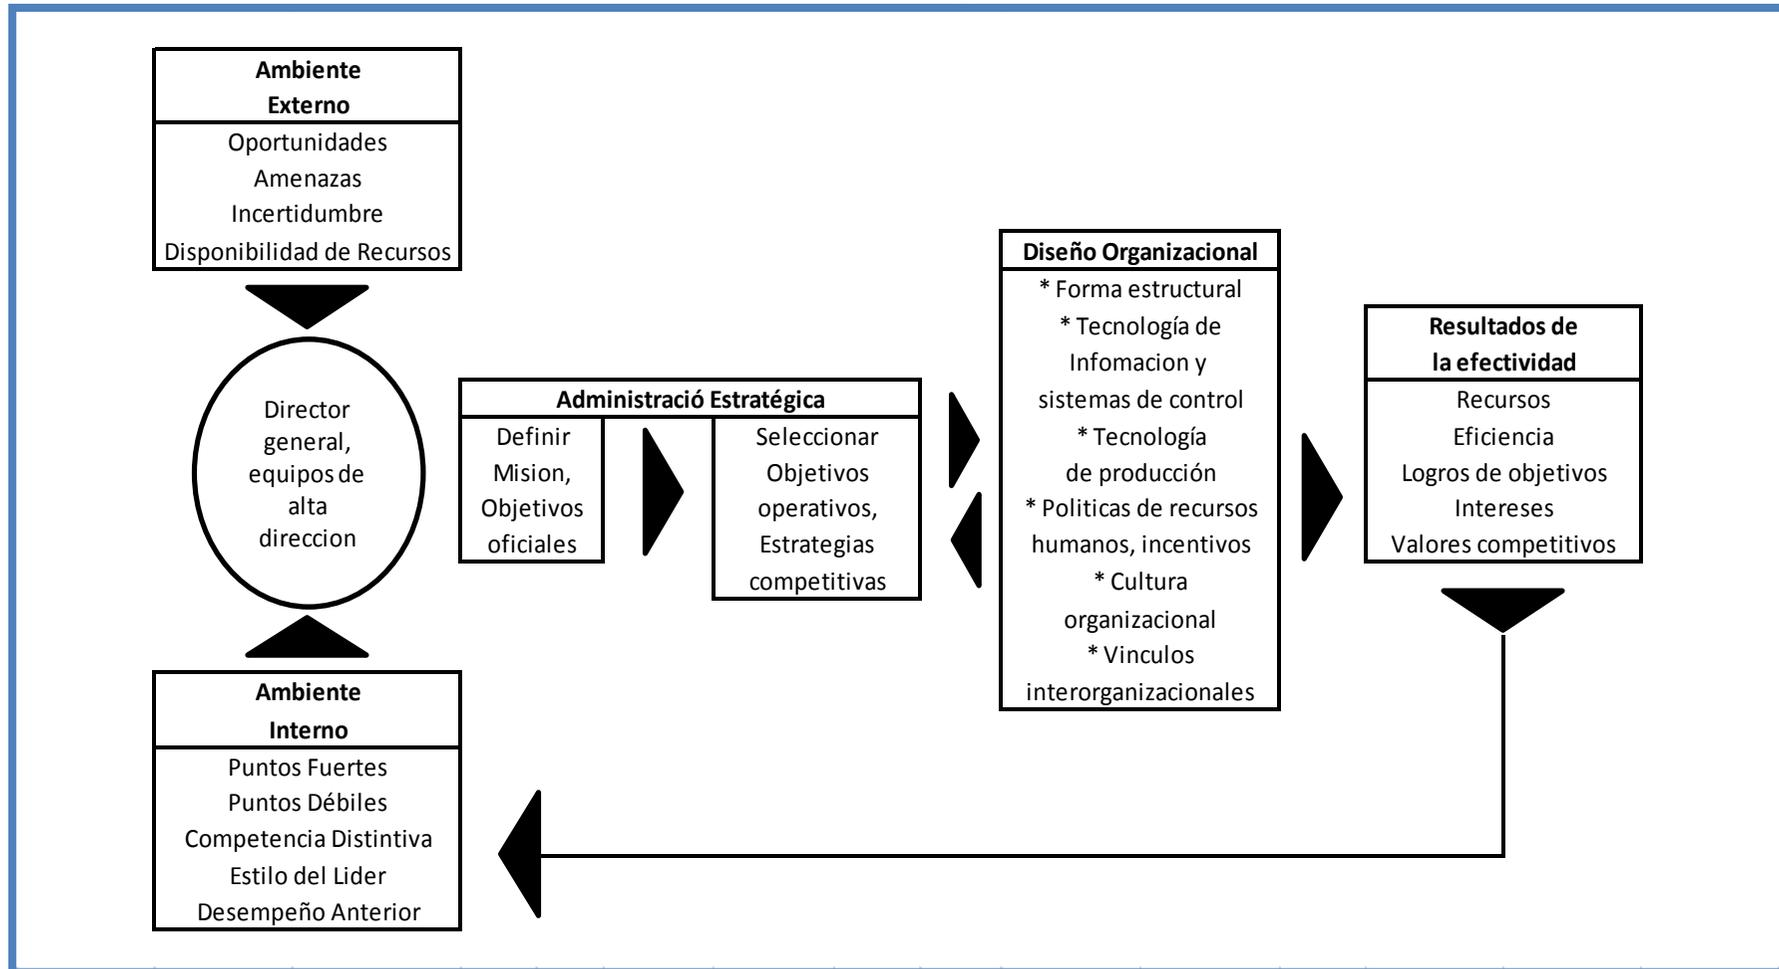 Ambiente
Externo
Oportunidades
Amenazas
Incertidumbre
Disponibilidad de Recursos
Director
general,
equipos de
alta
direccion
Ambiente
Interno
Puntos Fuertes
Puntos Débiles
Competencia Distintiva
Estilo del Lider
Desempeño Anterior
Administració Estratégica
Definir
Mision,
Objetivos
oficiales
Seleccionar
Objetivos
operativos,
Estrategias
competitivas
Diseño Organizacional
* Forma estructural
* Tecnología de
Infomacion y
sistemas de control
* Tecnología
de producción
* Politicas de recursos
humanos, incentivos
* Cultura
organizacional
* Vinculos
interorganizacionales
Resultados de
la efectividad
Recursos
Eficiencia
Logros de objetivos
Intereses
Valores competitivos